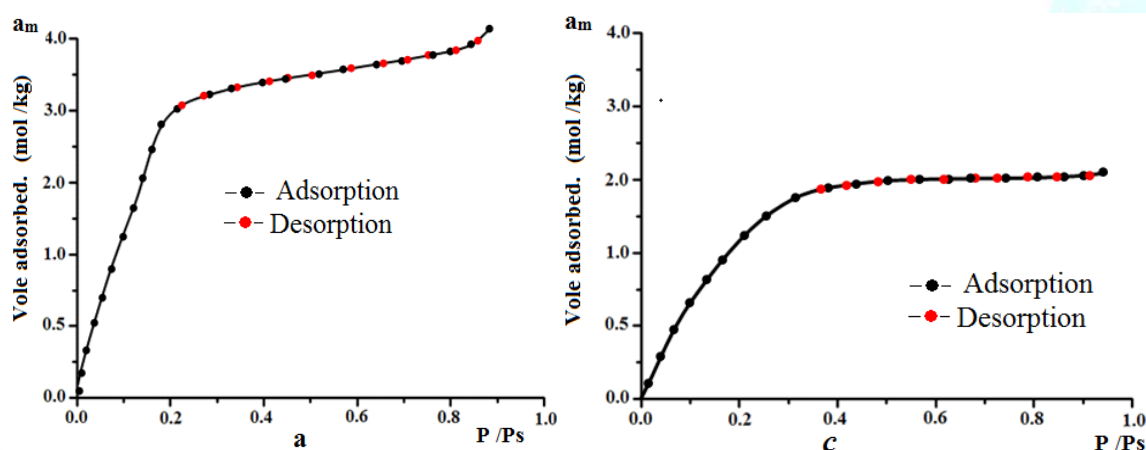 aₘ
4.0
3.0
2.0
1.0
0.5
0.0
Vole adsorbed. (mol /kg)
Adsorption
Desorption
0.0 0.2 0.4 0.6 0.8 1.0
a
P /Ps
aₘ
4.0
3.0
2.0
1.0
0.5
0.0
Vole adsorbed. (mol /kg)
Adsorption
Desorption
0.0 0.2 0.4 0.6 0.8 1.0
c
P /Ps